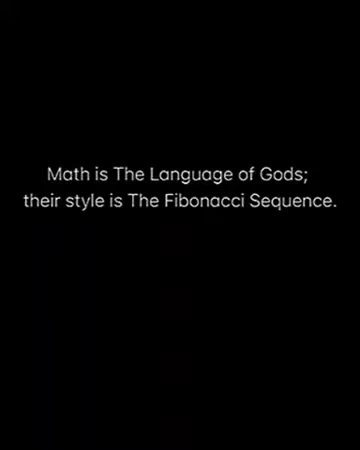 Math is The Language of Gods;
their style is The Fibonacci Sequence.